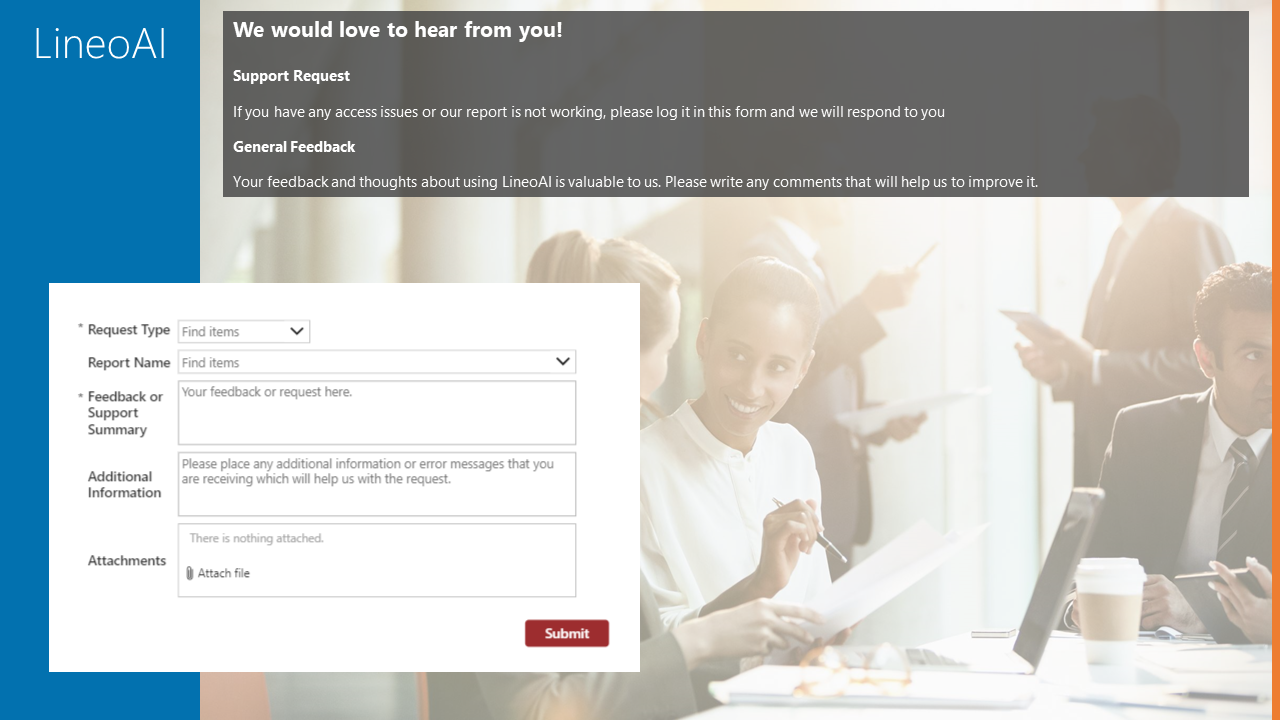 LineoAI
We would love to hear from you!
Support Request
If you have any access issues or our report is not working, please log it in this form and we will respond to you
General Feedback
Your feedback and thoughts about using LineoAI is valuable to us. Please write any comments that will help us to improve it.
* Request Type Find items
Report Name Find items
* Feedback or
Support
Summary
Your feedback or request here.
Additional
Information
Please place any additional information or error messages that you
are receiving which will help us with the request.
Attachments
There is nothing attached.
Attach file
Submit